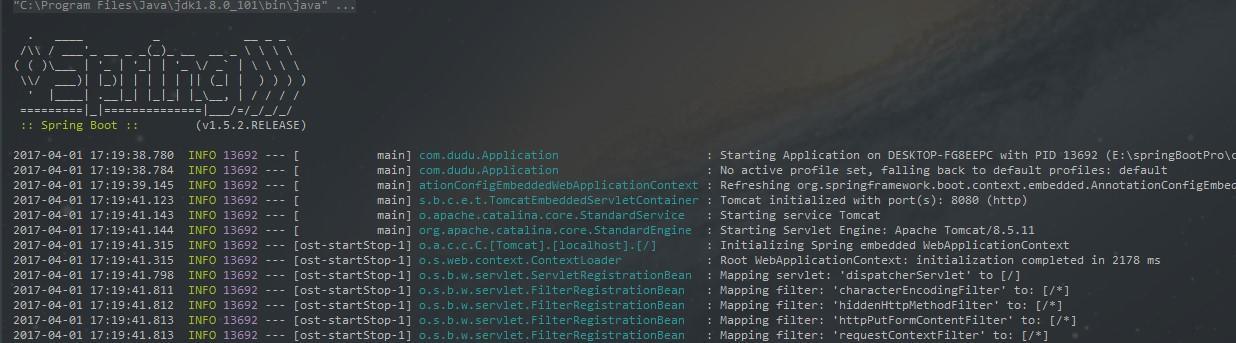 "C:\Program Files\Java\jdk1.8.0_101\bin\java" ...
  .   ____          _            __ _ _
 /\\ / ___'_ __ _ _(_)_ __  __ _ \ \ \ \
( ( )\___ | '_ | '_| | '_ \/ _` | \ \ \ \
 \\/  ___)| |_)| | | | | || (_| |  ) ) ) )
  '  |____| .__|_| |_|_| |_\__, | / / / /
 =========|_|==============|___/=/_/_/_/
 :: Spring Boot ::        (v1.5.2.RELEASE)
2017-04-01 17:19:38.780  INFO 13692 --- [           main] com.dudu.Application                     : Starting Application on DESKTOP-FG8EEPC with PID 13692 (E:\springBootPro\
2017-04-01 17:19:38.784  INFO 13692 --- [           main] com.dudu.Application                     : No active profile set, falling back to default profiles: default
2017-04-01 17:19:39.145  INFO 13692 --- [           main] ationConfigEmbeddedWebApplicationContext : Refreshing org.springframework.boot.context.embedded.AnnotationConfigEmbed
2017-04-01 17:19:41.123  INFO 13692 --- [           main] s.b.c.e.t.TomcatEmbeddedServletContainer : Tomcat initialized with port(s): 8080 (http)
2017-04-01 17:19:41.143  INFO 13692 --- [           main] o.apache.catalina.core.StandardService   : Starting service Tomcat
2017-04-01 17:19:41.144  INFO 13692 --- [           main] org.apache.catalina.core.StandardEngine  : Starting Servlet Engine: Apache Tomcat/8.5.11
2017-04-01 17:19:41.315  INFO 13692 --- [ost-startStop-1] o.a.c.c.C.[Tomcat].[localhost].[/]       : Initializing Spring embedded WebApplicationContext
2017-04-01 17:19:41.315  INFO 13692 --- [ost-startStop-1] o.s.web.context.ContextLoader            : Root WebApplicationContext: initialization completed in 2178 ms
2017-04-01 17:19:41.798  INFO 13692 --- [ost-startStop-1] o.s.b.w.servlet.ServletRegistrationBean  : Mapping servlet: 'dispatcherServlet' to [/]
2017-04-01 17:19:41.811  INFO 13692 --- [ost-startStop-1] o.s.b.w.servlet.FilterRegistrationBean   : Mapping filter: 'characterEncodingFilter' to: [/*]
2017-04-01 17:19:41.812  INFO 13692 --- [ost-startStop-1] o.s.b.w.servlet.FilterRegistrationBean   : Mapping filter: 'hiddenHttpMethodFilter' to: [/*]
2017-04-01 17:19:41.813  INFO 13692 --- [ost-startStop-1] o.s.b.w.servlet.FilterRegistrationBean   : Mapping filter: 'httpPutFormContentFilter' to: [/*]
2017-04-01 17:19:41.813  INFO 13692 --- [ost-startStop-1] o.s.b.w.servlet.FilterRegistrationBean   : Mapping filter: 'requestContextFilter' to: [/*]